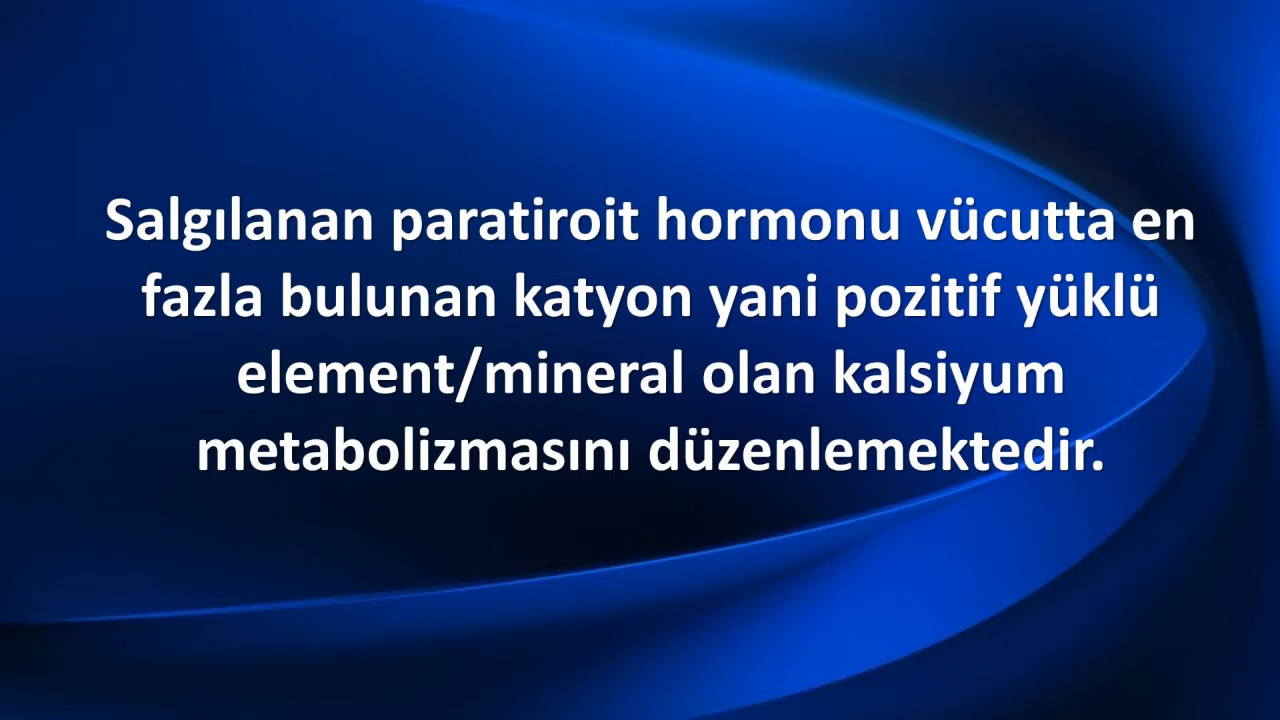 Salgılanan paratiroit hormonu vücutta en
fazla bulunan katyon yani pozitif yüklü
element/mineral olan kalsiyum
metabolizmasını düzenlemektedir.